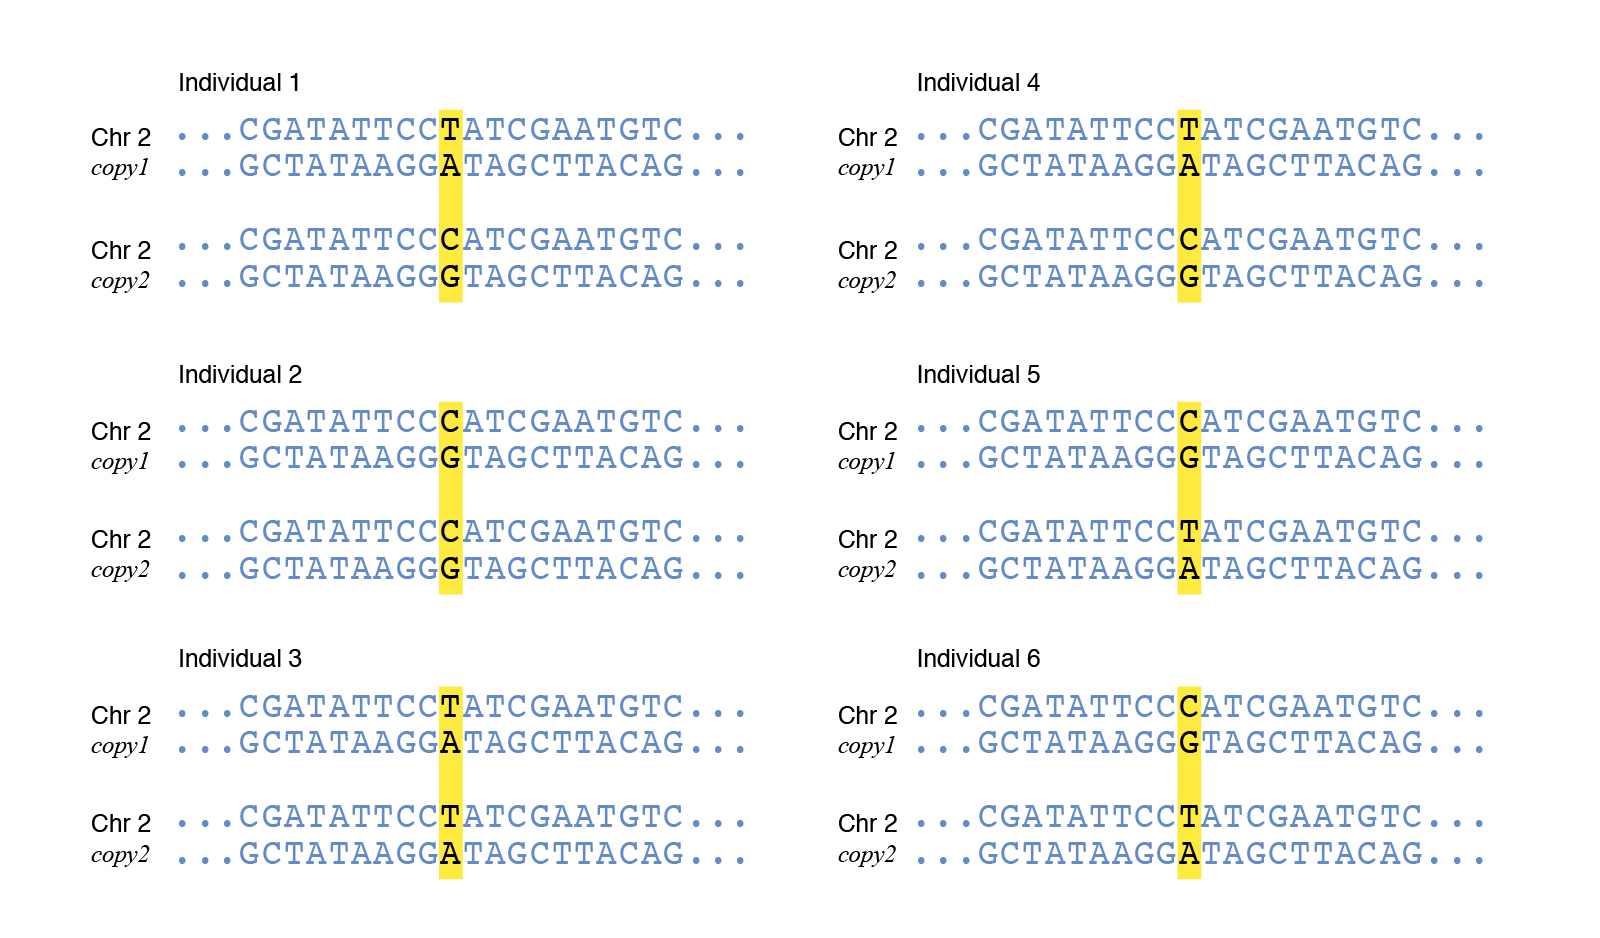 Individual 1
Chr 2 ...CGATATTCCTATCGAATGTC...
copy1 ...GCTATAAGGATAGCTTACAG...
Chr 2 ...CGATATTCCCATCGAATGTC...
copy2 ...GCTATAAGGGTAGCTTACAG...
Individual 2
Chr 2 ...CGATATTCCCATCGAATGTC...
copy1 ...GCTATAAGGGTAGCTTACAG...
Chr 2 ...CGATATTCCCATCGAATGTC...
copy2 ...GCTATAAGGGTAGCTTACAG...
Individual 3
Chr 2 ...CGATATTCCTATCGAATGTC...
copy1 ...GCTATAAGGATAGCTTACAG...
Chr 2 ...CGATATTCCTATCGAATGTC...
copy2 ...GCTATAAGGATAGCTTACAG...
Individual 4
Chr 2 ...CGATATTCCTATCGAATGTC...
copy1 ...GCTATAAGGATAGCTTACAG...
Chr 2 ...CGATATTCCCATCGAATGTC...
copy2 ...GCTATAAGGGTAGCTTACAG...
Individual 5
Chr 2 ...CGATATTCCCATCGAATGTC...
copy1 ...GCTATAAGGGTAGCTTACAG...
Chr 2 ...CGATATTCCTATCGAATGTC...
copy2 ...GCTATAAGGATAGCTTACAG...
Individual 6
Chr 2 ...CGATATTCCCATCGAATGTC...
copy1 ...GCTATAAGGGTAGCTTACAG...
Chr 2 ...CGATATTCCTATCGAATGTC...
copy2 ...GCTATAAGGATAGCTTACAG...